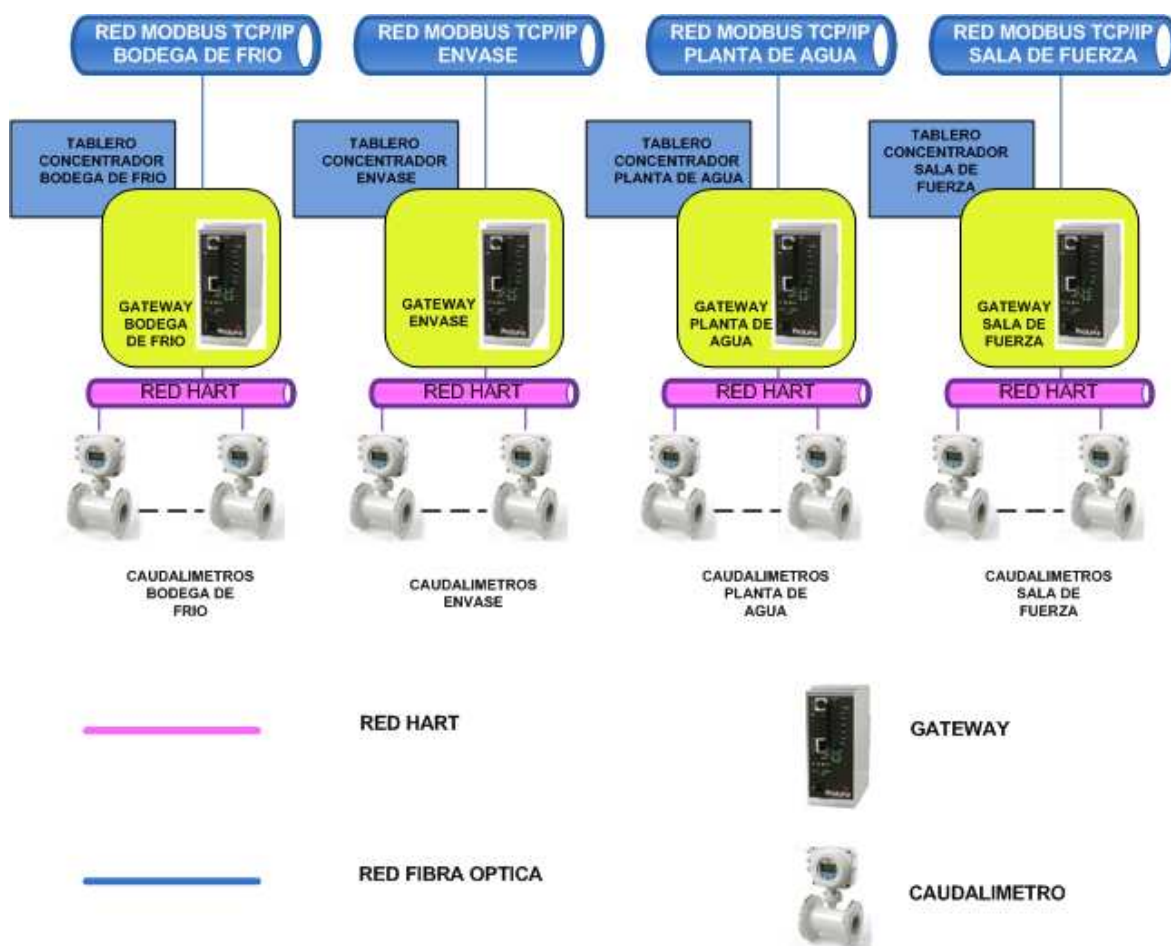 RED MODBUS TCP/IP
BODEGA DE FRIO
RED MODBUS TCP/IP
ENVASE
RED MODBUS TCP/IP
PLANTA DE AGUA
RED MODBUS TCP/IP
SALA DE FUERZA
TABLERO
CONCENTRADOR
BODEGA DE FRIO
TABLERO
CONCENTRADOR
ENVASE
TABLERO
CONCENTRADOR
PLANTA DE AGUA
TABLERO
CONCENTRADOR
SALA DE
FUERZA
GATEWAY
BODEGA
DE FRIO
GATEWAY
ENVASE
GATEWAY
PLANTA DE
AGUA
GATEWAY
SALA DE
FUERZA
RED HART
RED HART
RED HART
RED HART
CAUDALIMETROS
BODEGA DE
FRIO
CAUDALIMETROS
ENVASE
CAUDALIMETROS
PLANTA DE
AGUA
CAUDALIMETROS
SALA DE
FUERZA
RED HART
GATEWAY
RED FIBRA OPTICA
CAUDALIMETRO